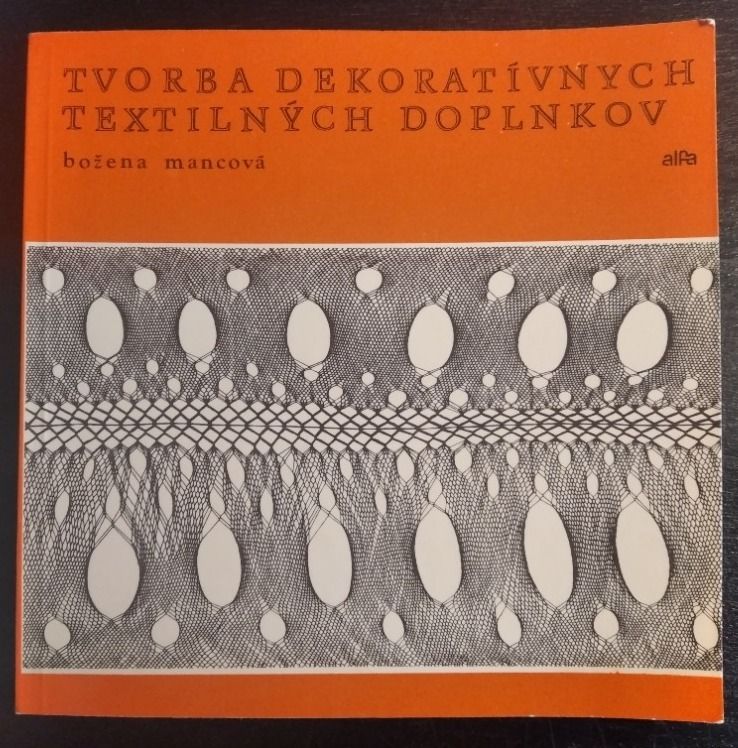 TVORBA DEKORATÍVNYCH
TEXTILNÝCH DOPLNKOV
božena mancová
alfa